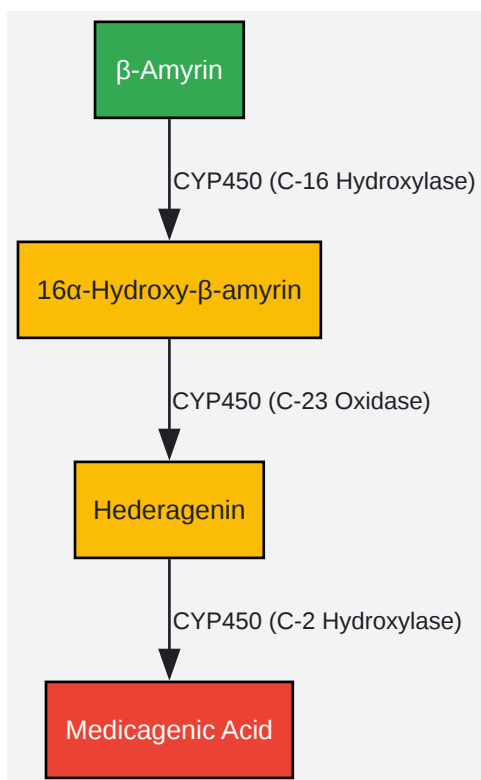 β-Amyrin
CYP450 (C-16 Hydroxylase)
16α-Hydroxy-β-amyrin
CYP450 (C-23 Oxidase)
Hederagenin
CYP450 (C-2 Hydroxylase)
Medicagenic Acid